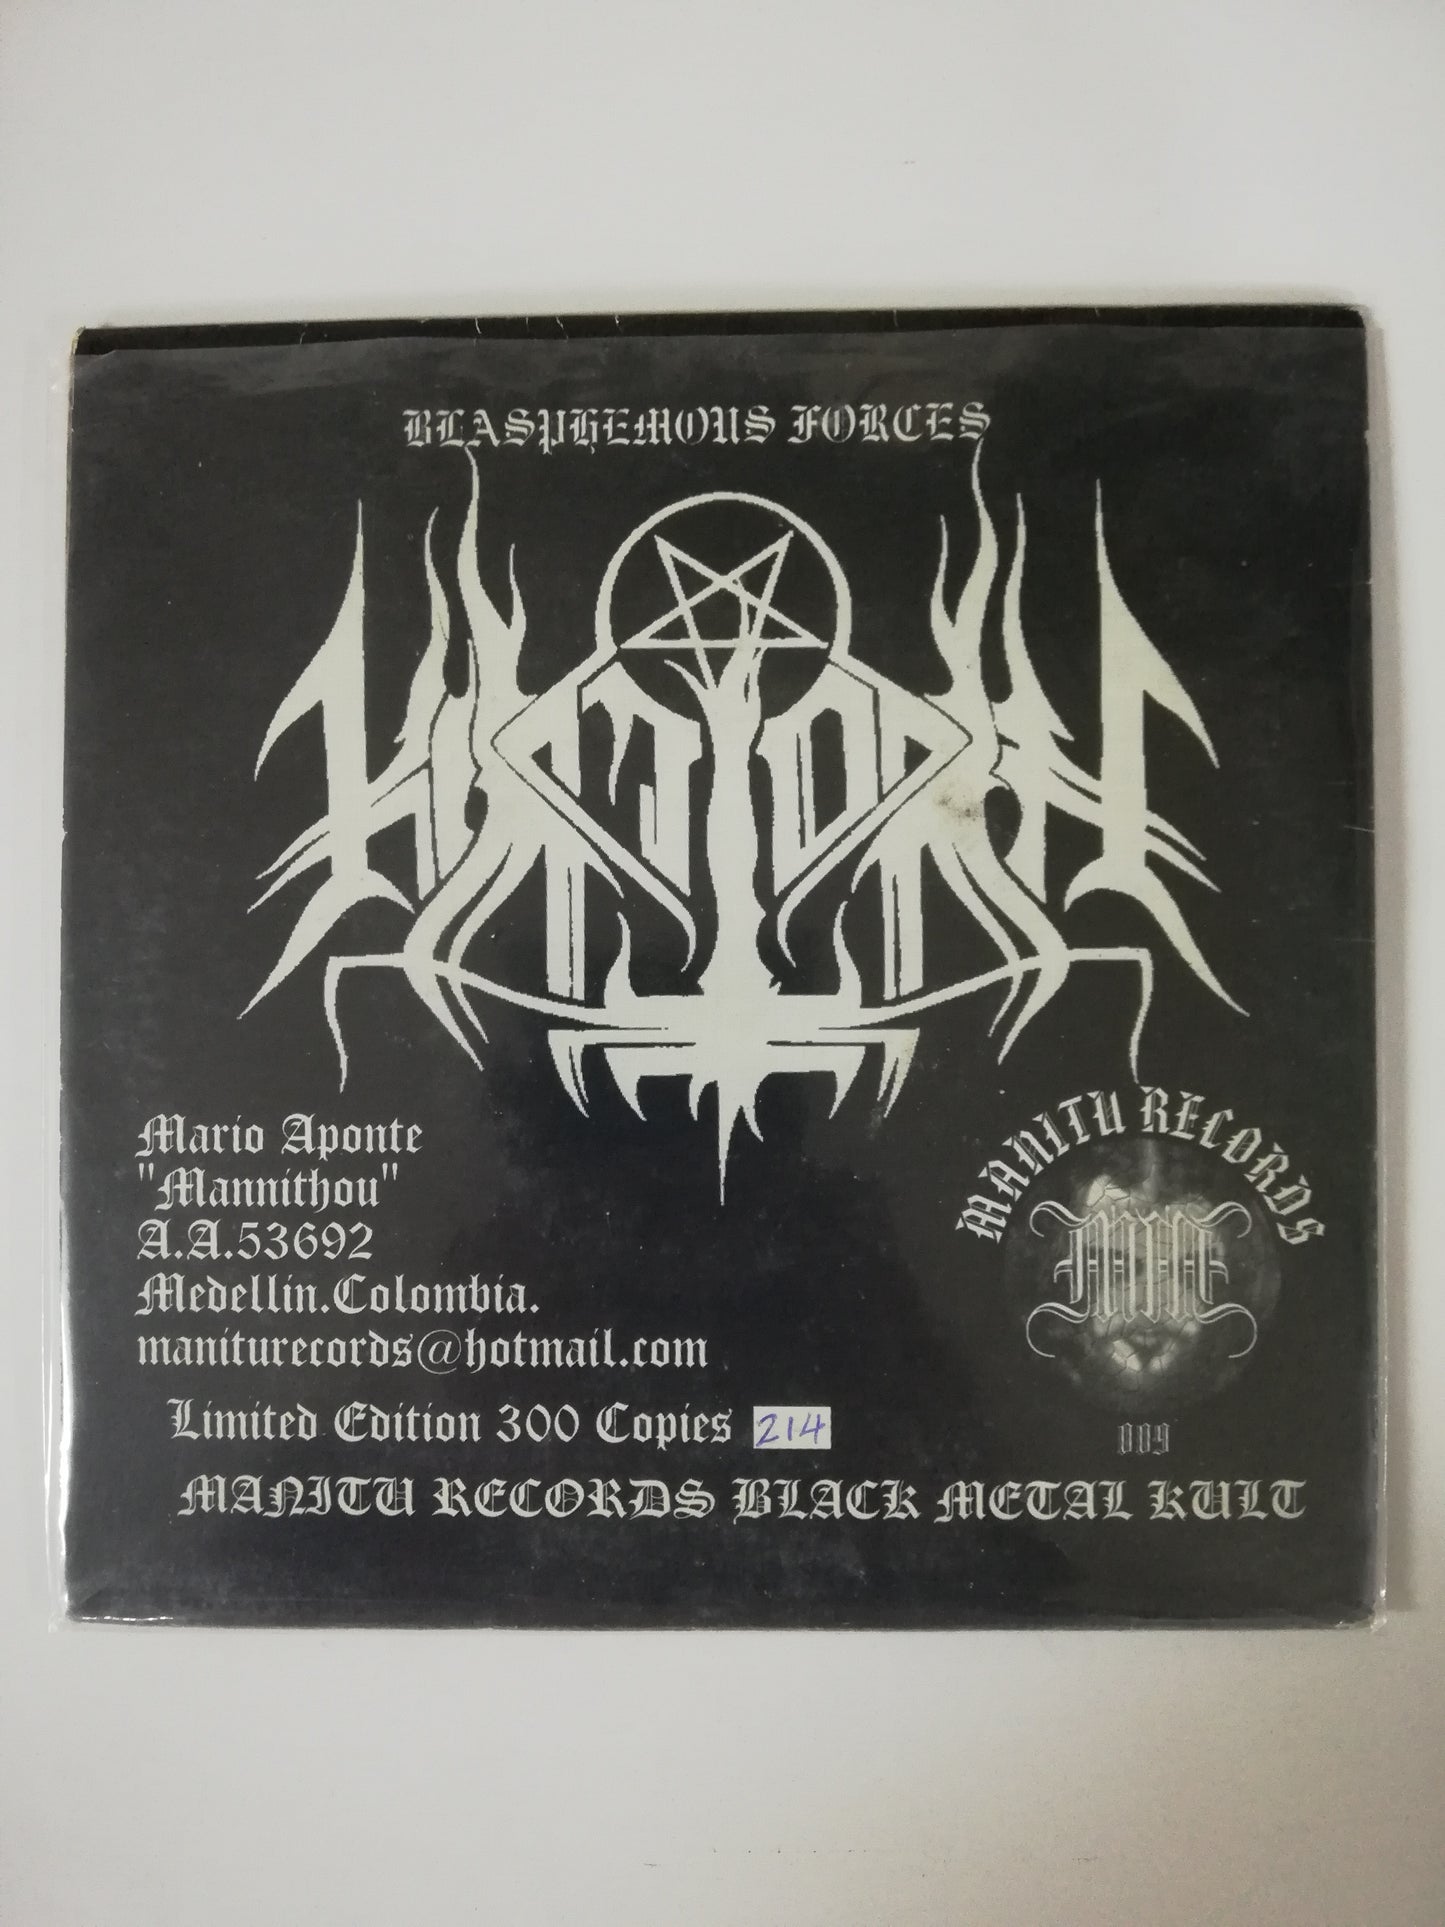 BLASPHEMOUS FORCES
Mario Aponte
"Mannithou"
A.A.53692
Medellin.Colombia.
maniturecords@hotmail.com
MANITU RECORDS
009
Limited Edition 300 Copies 214
MANITU RECORDS BLACK METAL KULT